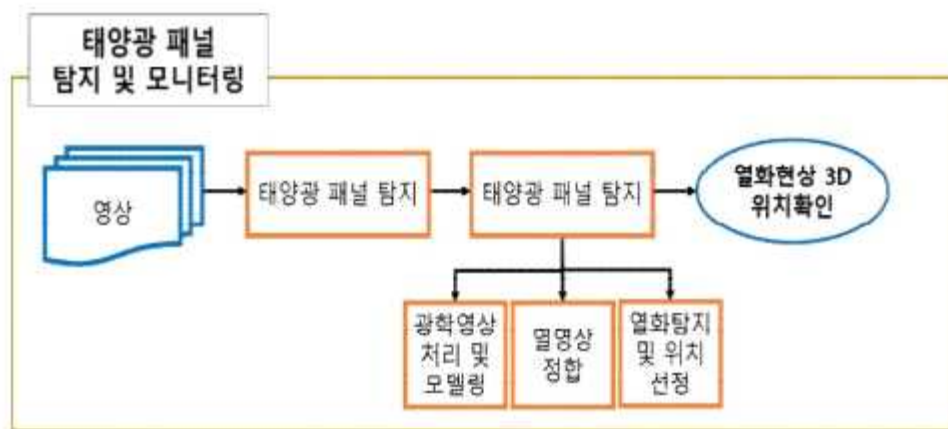 태양광 패널
탐지 및 모니터링
영상
태양광 패널 탐지
태양광 패널 탐지
열화현상 3D
위치확인
광학영상
처리 및
모델링
열영상
정합
열화탐지
및 위치
선정